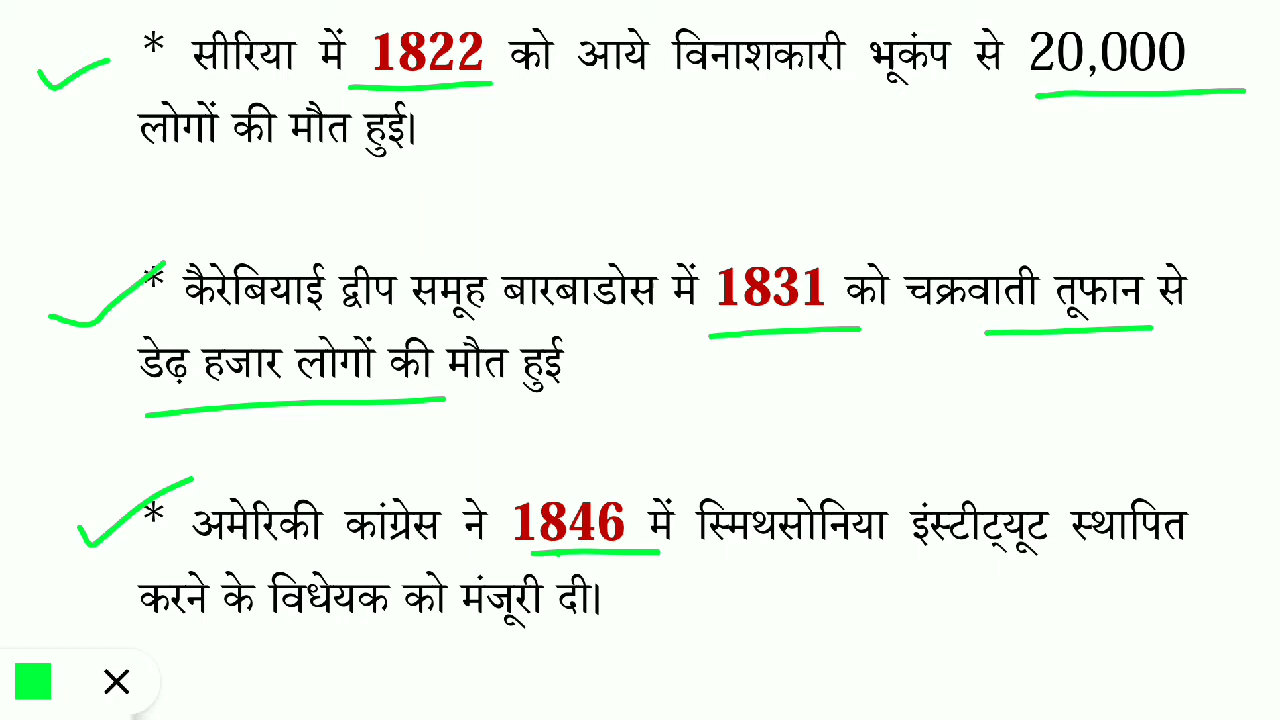 * सीरिया में 1822 को आये विनाशकारी भूकंप से 20,000
लोगों की मौत हुई।
* कैरेबियाई द्वीप समूह बारबाडोस में 1831 को चक्रवाती तूफान से
डेढ़ हजार लोगों की मौत हुई
* अमेरिकी कांग्रेस ने 1846 में स्मिथसोनिया इंस्टीट्यूट स्थापित
करने के विधेयक को मंजूरी दी।